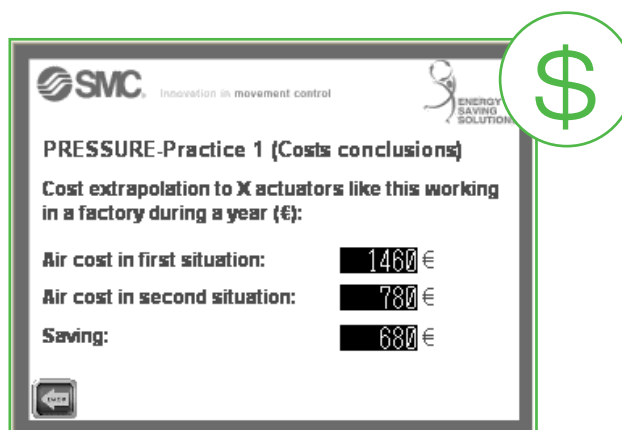 $
SMC.
Innovation in movement control
ENERGY
SAVING
SOLUTION
PRESSURE-Practice 1 (Costs conclusions)
Cost extrapolation to X actuators like this working
in a factory during a year (€):
Air cost in first situation: 1460 €
Air cost in second situation: 780 €
Saving: 680 €